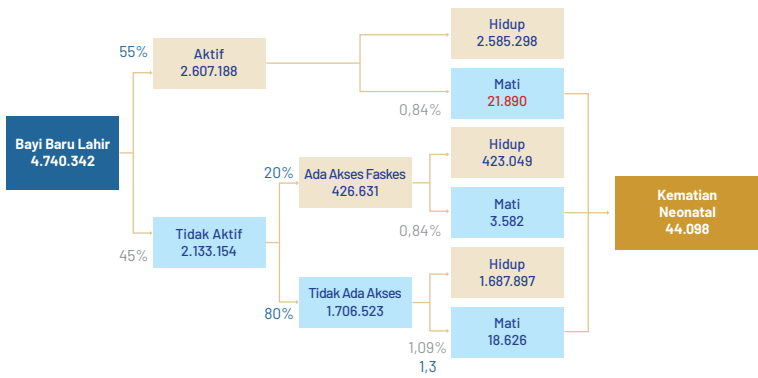 Bayi Baru Lahir
4.740.342
55%
Aktif
2.607.188
Hidup
2.585.298
Mati
21.890
0,84%
45%
Tidak Aktif
2.133.154
20%
Ada Akses Faskes
426.631
Hidup
423.049
Mati
3.582
0,84%
80%
Tidak Ada Akses
1.706.523
Hidup
1.687.897
Mati
18.626
1,09%
1,3
Kematian
Neonatal
44.098